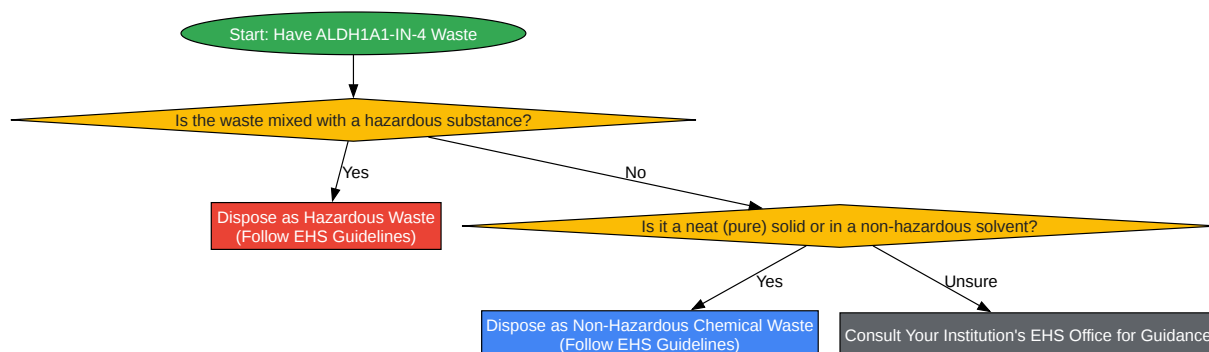 Start: Have ALDH1A1-IN-4 Waste
Is the waste mixed with a hazardous substance?
Yes
No
Dispose as Hazardous Waste
(Follow EHS Guidelines)
Is it a neat (pure) solid or in a non-hazardous solvent?
Yes
Unsure
Dispose as Non-Hazardous Chemical Waste
(Follow EHS Guidelines)
Consult Your Institution's EHS Office for Guidance